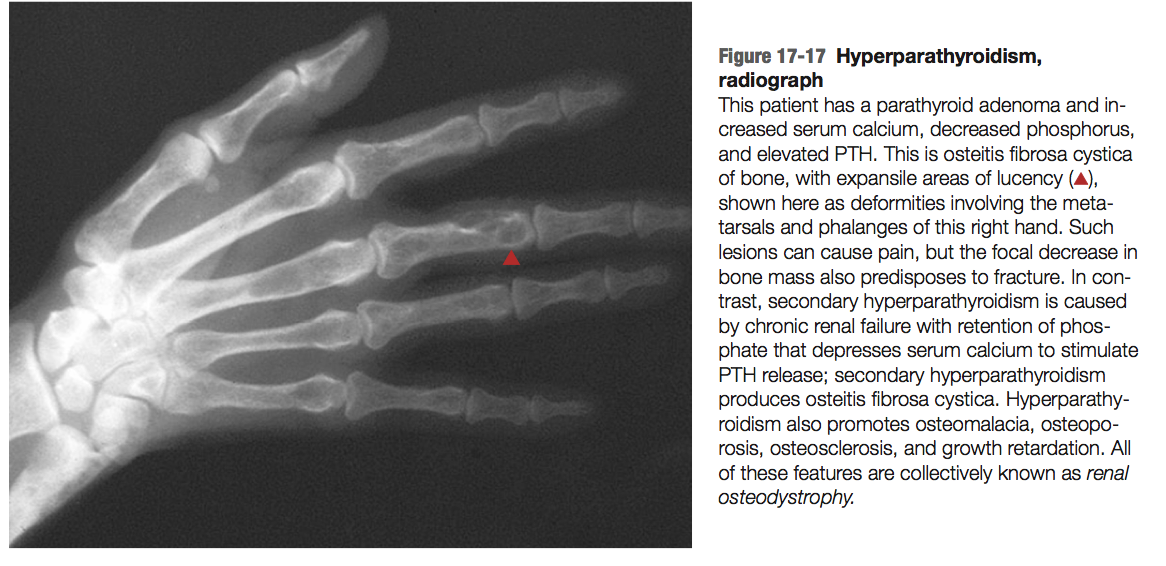 Figure 17-17 Hyperparathyroidism,
radiograph
This patient has a parathyroid adenoma and in-
creased serum calcium, decreased phosphorus,
and elevated PTH. This is osteitis fibrosa cystica
of bone, with expansile areas of lucency (▲),
shown here as deformities involving the meta-
tarsals and phalanges of this right hand. Such
lesions can cause pain, but the focal decrease in
bone mass also predisposes to fracture. In con-
trast, secondary hyperparathyroidism is caused
by chronic renal failure with retention of phos-
phate that depresses serum calcium to stimulate
PTH release; secondary hyperparathyroidism
produces osteitis fibrosa cystica. Hyperparathy-
roidism also promotes osteomalacia, osteopo-
rosis, osteosclerosis, and growth retardation. All
of these features are collectively known as renal
osteodystrophy.